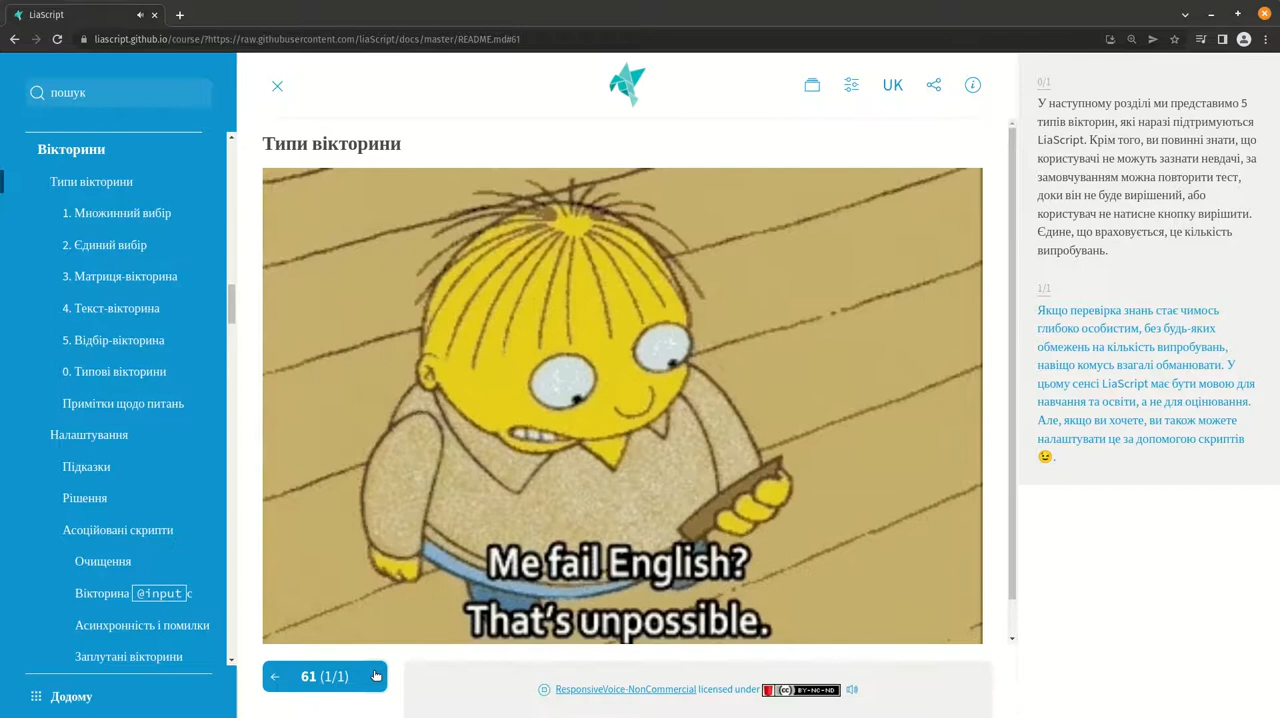 LiaScript
liascript.github.io/course/?https://raw.githubusercontent.com/liaScript/docs/master/README.md#61
пошук
Вікторини
Типи вікторини
1. Множинний вибір
2. Єдиний вибір
3. Матриця-вікторина
4. Текст-вікторина
5. Відбір-вікторина
0. Типові вікторини
Примітки щодо питань
Налаштування
Підказки
Рішення
Асоційовані скрипти
Очищення
Вікторина @input с
Асинхронність і помилки
Заплутані вікторини
Додому
UK
Типи вікторини
Me fail English?
That's unpossible.
61 (1/1)
ResponsiveVoice-NonCommercial licensed under
CC BY-NC-ND
0/1
У наступному розділі ми представимо 5
типів вікторин, які наразі підтримуються
LiaScript. Крім того, ви повинні знати, що
користувачі не можуть зазнати невдачі, за
замовчуванням можна повторити тест,
доки він не буде вирішений, або
користувач не натисне кнопку вирішити.
Єдине, що враховується, це кількість
випробувань.
1/1
Якщо перевірка знань стає чимось
глибоко особистим, без будь-яких
обмежень на кількість випробувань,
навіщо комусь взагалі обманювати. У
цьому сенсі LiaScript має бути мовою для
навчання та освіти, а не для оцінювання.
Але, якщо ви хочете, ви також можете
налаштувати це за допомогою скриптів
😉.